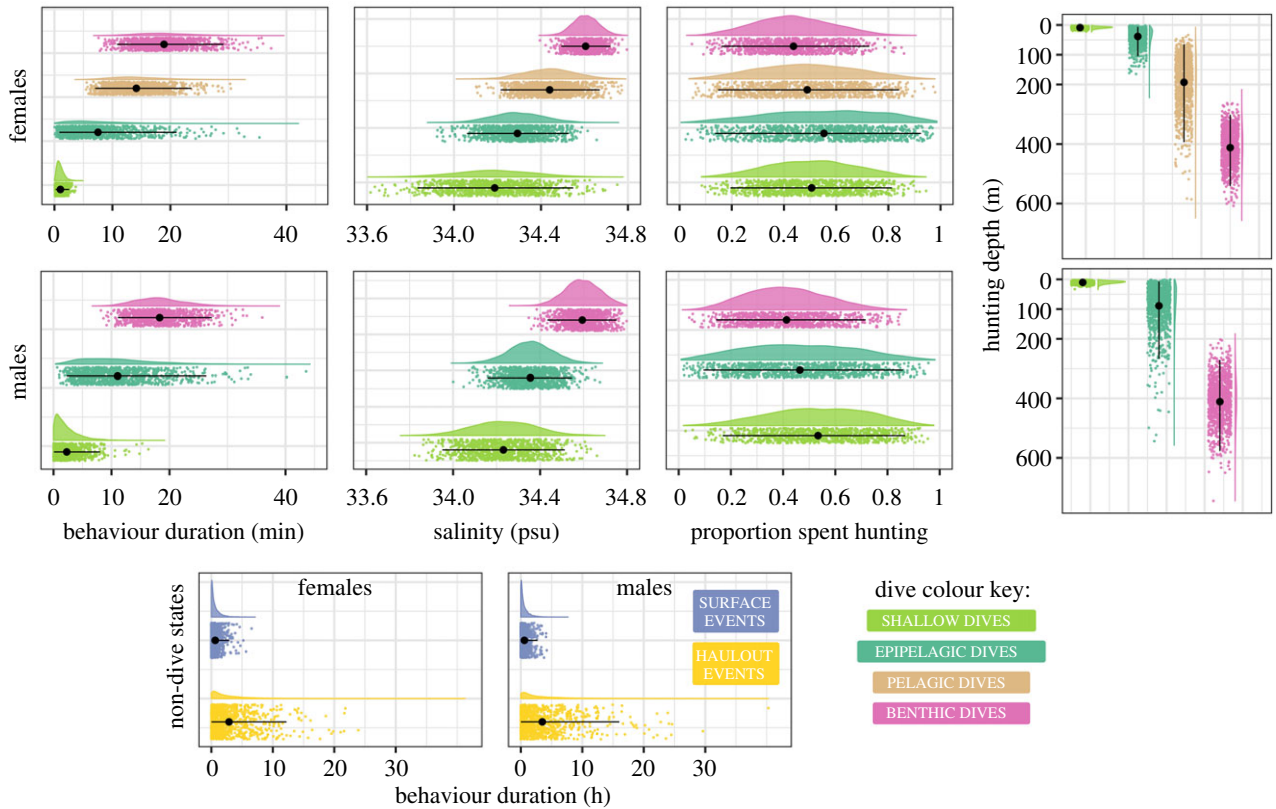 females
0 10 20 40
33.6 34.0 34.4 34.8
0 0.2 0.4 0.6 0.8 1
0
100
200
400
600
males
0 10 20 40
33.6 34.0 34.4 34.8
0 0.2 0.4 0.6 0.8 1
0
100
200
400
600
hunting depth (m)
behaviour duration (min)
salinity (psu)
proportion spent hunting
non-dive states
females
males
SURFACE
EVENTS
HAULOUT
EVENTS
0 10 20 30
0 10 20 30
behaviour duration (h)
dive colour key:
SHALLOW DIVES
EPIPELAGIC DIVES
PELAGIC DIVES
BENTHIC DIVES